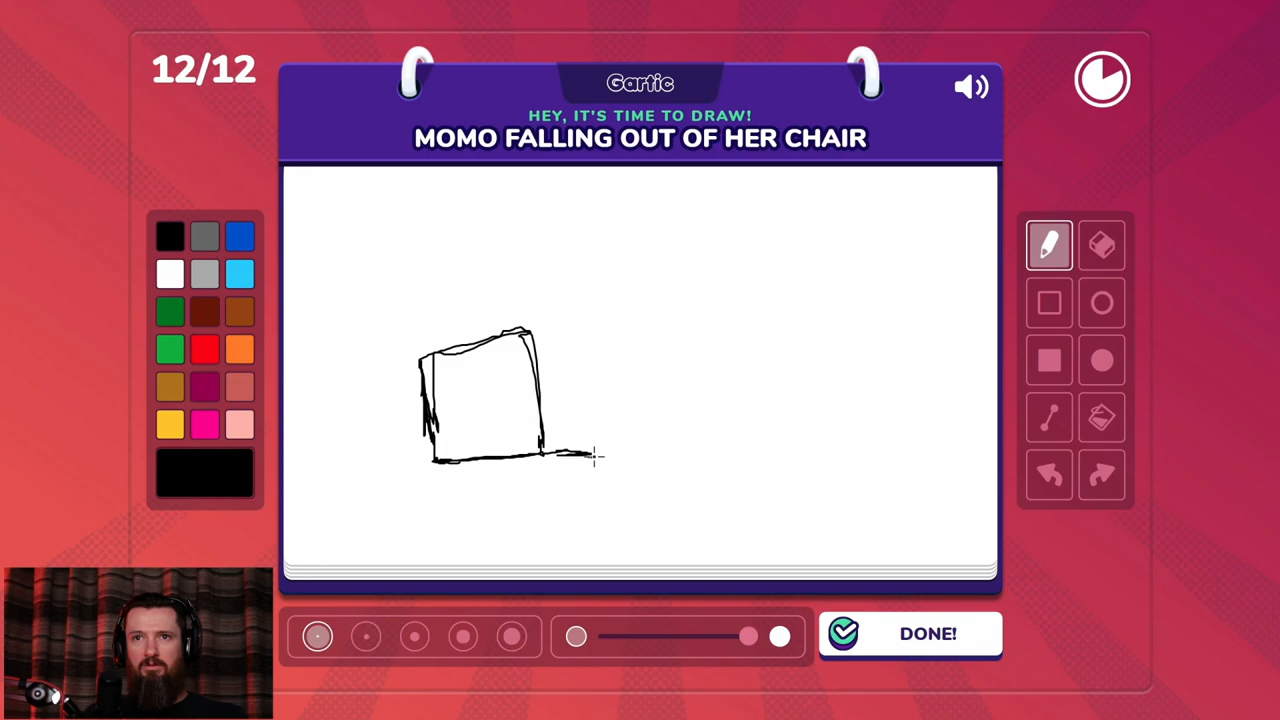 12/12
Gartic
HEY, IT'S TIME TO DRAW!
MOMO FALLING OUT OF HER CHAIR
DONE!